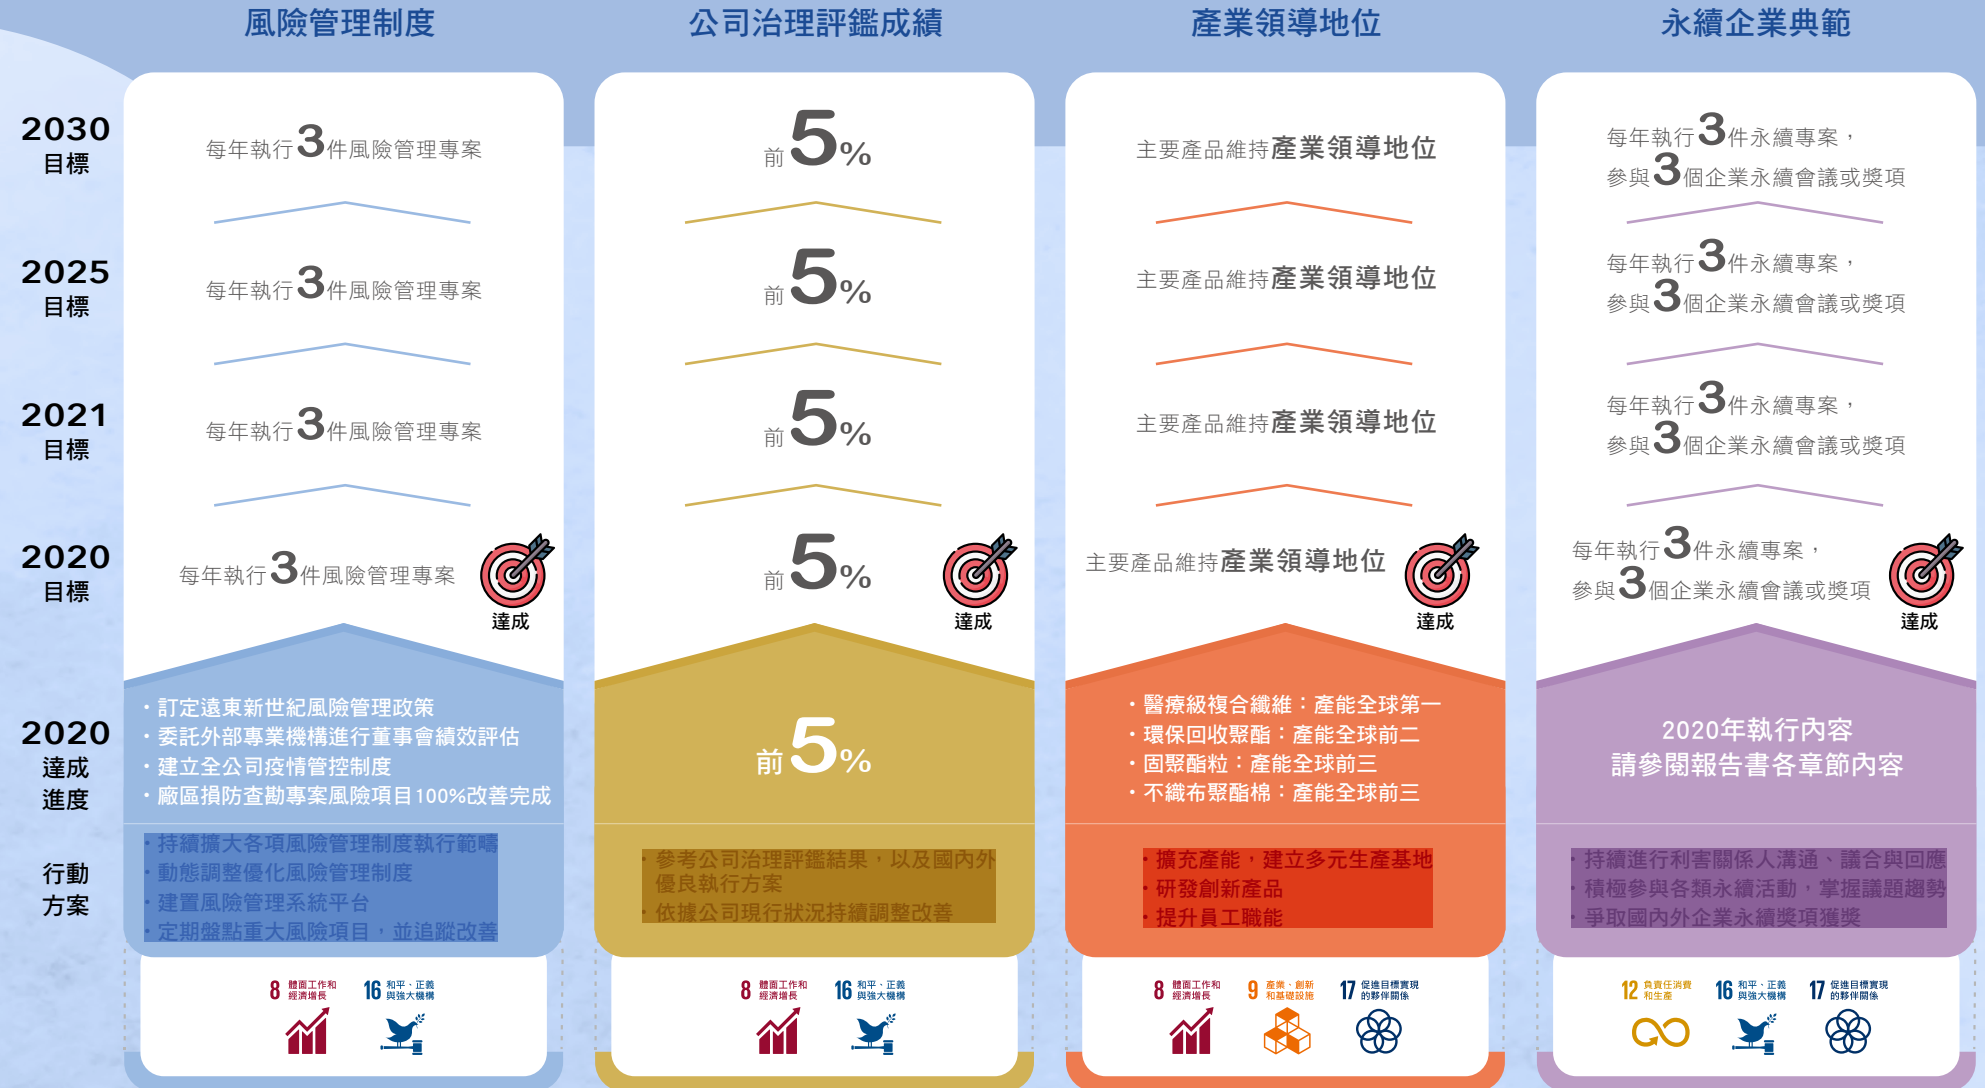 風險管理制度
公司治理評鑑成績
產業領導地位
永續企業典範
2030
目標
每年執行3件風險管理專案
前5%
主要產品維持產業領導地位
每年執行3件永續專案，
參與3個企業永續會議或獎項
2025
目標
每年執行3件風險管理專案
前5%
主要產品維持產業領導地位
每年執行3件永續專案，
參與3個企業永續會議或獎項
2021
目標
每年執行3件風險管理專案
前5%
主要產品維持產業領導地位
每年執行3件永續專案，
參與3個企業永續會議或獎項
2020
目標
每年執行3件風險管理專案
達成
前5%
達成
主要產品維持產業領導地位
達成
每年執行3件永續專案，
參與3個企業永續會議或獎項
達成
2020
達成
進度
・訂定遠東新世紀風險管理政策
・委託外部專業機構進行董事會績效評估
・建立全公司疫情管控制度
・廠區損防查勘專案風險項目100%改善完成
前5%
・醫療級複合纖維：產能全球第一
・環保回收聚酯：產能全球前二
・固聚酯粒：產能全球前三
・不織布聚酯棉：產能全球前三
2020年執行內容
請參閱報告書各章節內容
行動
方案
・持續擴大各項風險管理制度執行範疇
・動態調整優化風險管理制度
・建置風險管理系統平台
・定期盤點重大風險項目，並追蹤改善
・參考公司治理評鑑結果，以及國內外
優良執行方案
・依據公司現行狀況持續調整改善
・擴充產能，建立多元生產基地
・研發創新產品
・提升員工職能
・持續進行利害關係人溝通、議合與回應
・積極參與各類永續活動，掌握議題趨勢
・爭取國內外企業永續獎項獲獎
8 體面工作和
經濟增長
16 和平、正義
與強大機構
8 體面工作和
經濟增長
16 和平、正義
與強大機構
8 體面工作和
經濟增長
9 產業、創新
和基礎設施
17 促進目標實現
的夥伴關係
12 負責任消費
和生產
16 和平、正義
與強大機構
17 促進目標實現
的夥伴關係